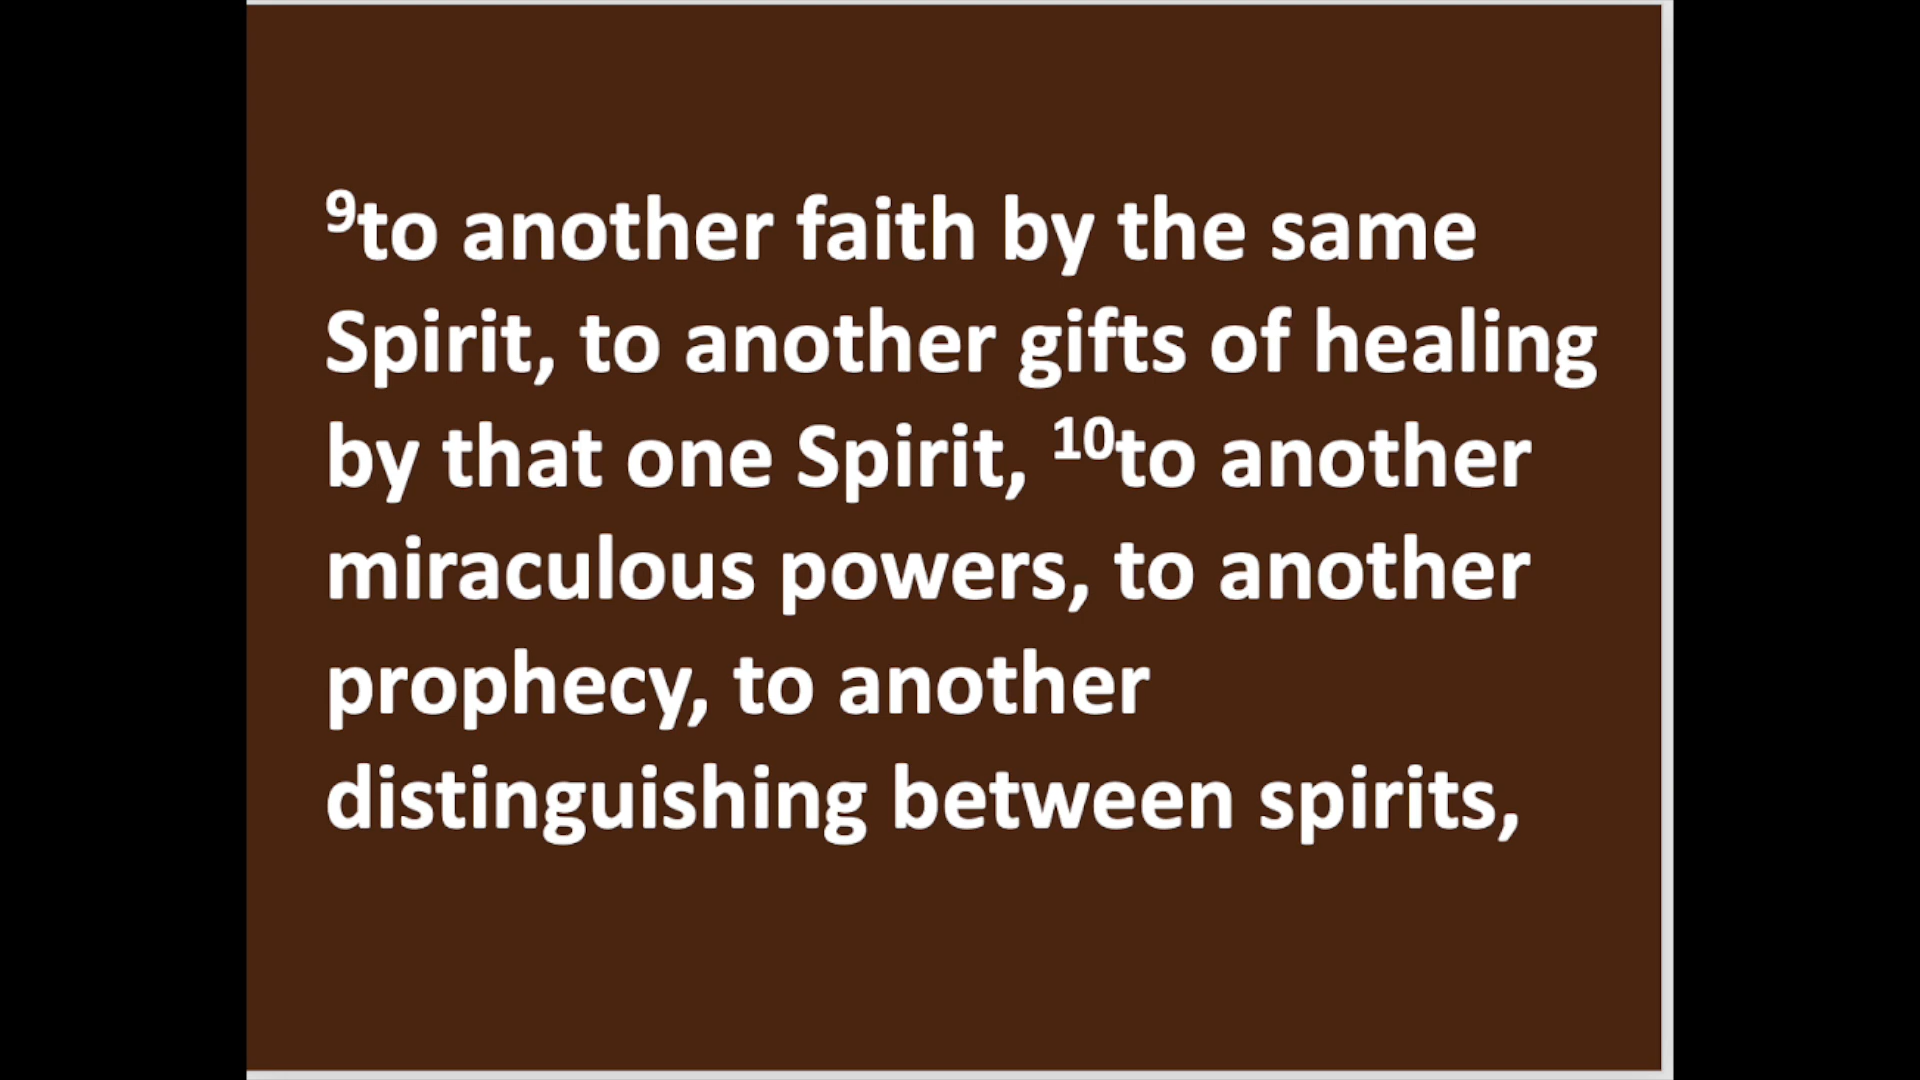 ⁹to another faith by the same
Spirit, to another gifts of healing
by that one Spirit, ¹⁰to another
miraculous powers, to another
prophecy, to another
distinguishing between spirits,